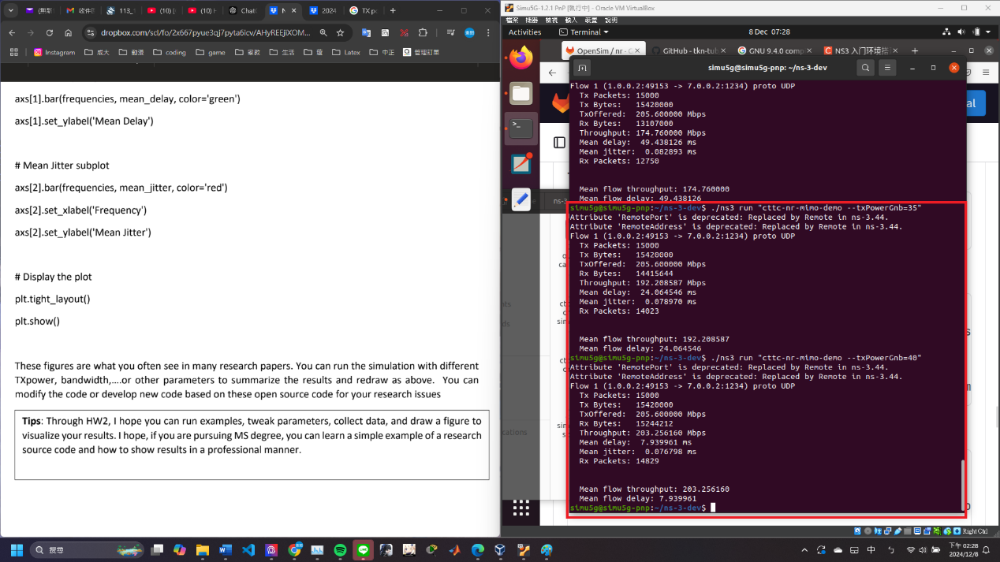 (無新
收件匣
113_
(10)
(10) H
Chat
N
2024
TX po
dropbox.com/scl/fo/2x667pyue3qj7pyta6icv/AHyREEjiXOM...
Instagram
成大
動漫
coding
game
家教
生活
蔻
Latex
中正
管理訂單
axs[1].bar(frequencies, mean_delay, color='green')
axs[1].set_ylabel('Mean Delay')
# Mean Jitter subplot
axs[2].bar(frequencies, mean_jitter, color='red')
axs[2].set_xlabel('Frequency')
axs[2].set_ylabel('Mean Jitter')
# Display the plot
plt.tight_layout()
plt.show()
These figures are what you often see in many research papers. You can run the simulation with different
TXpower, bandwidth,....or other parameters to summarize the results and redraw as above. You can
modify the code or develop new code based on these open source code for your research issues
Tips: Through HW2, I hope you can run examples, tweak parameters, collect data, and draw a figure to
visualize your results. I hope, if you are pursuing MS degree, you can learn a simple example of a research
source code and how to show results in a professional manner.
Simu5G-1.2.1 PnP [執行中] - Oracle VM VirtualBox
檔案 機器 檢視 輸入 裝置 說明
Activities
Terminal
8 Dec 07:28
OpenSim / nr · G
GitHub - tkn-tub
GNU 9.4.0 comp
NS3 入门环境搭
simu5g@simu5g-pnp: ~/ns-3-dev
Flow 1 (1.0.0.2:49153 -> 7.0.0.2:1234) proto UDP
Tx Packets: 15000
Tx Bytes: 15420000
TxOffered: 205.600000 Mbps
Rx Bytes: 13107000
Throughput: 174.760000 Mbps
Mean delay: 49.438126 ms
Mean jitter: 0.082893 ms
Rx Packets: 12750
Mean flow throughput: 174.760000
Mean flow delay: 49.438126
simu5g@simu5g-pnp:~/ns-3-dev$ ./ns3 run "cttc-nr-mimo-demo --txPowerGnb=35"
Attribute 'RemotePort' is deprecated: Replaced by Remote in ns-3.44.
Attribute 'RemoteAddress' is deprecated: Replaced by Remote in ns-3.44.
Flow 1 (1.0.0.2:49153 -> 7.0.0.2:1234) proto UDP
Tx Packets: 15000
Tx Bytes: 15420000
TxOffered: 205.600000 Mbps
Rx Bytes: 14415644
Throughput: 192.208587 Mbps
Mean delay: 24.064546 ms
Mean jitter: 0.078970 ms
Rx Packets: 14023
Mean flow throughput: 192.208587
Mean flow delay: 24.064546
simu5g@simu5g-pnp:~/ns-3-dev$ ./ns3 run "cttc-nr-mimo-demo --txPowerGnb=40"
Attribute 'RemotePort' is deprecated: Replaced by Remote in ns-3.44.
Attribute 'RemoteAddress' is deprecated: Replaced by Remote in ns-3.44.
Flow 1 (1.0.0.2:49153 -> 7.0.0.2:1234) proto UDP
Tx Packets: 15000
Tx Bytes: 15420000
TxOffered: 205.600000 Mbps
Rx Bytes: 15244212
Throughput: 203.256160 Mbps
Mean delay: 7.939961 ms
Mean jitter: 0.076798 ms
Rx Packets: 14829
Mean flow throughput: 203.256160
Mean flow delay: 7.939961
simu5g@simu5g-pnp:~/ns-3-dev$
Right Ctrl
搜尋
中
下午 02:28
2024/12/8